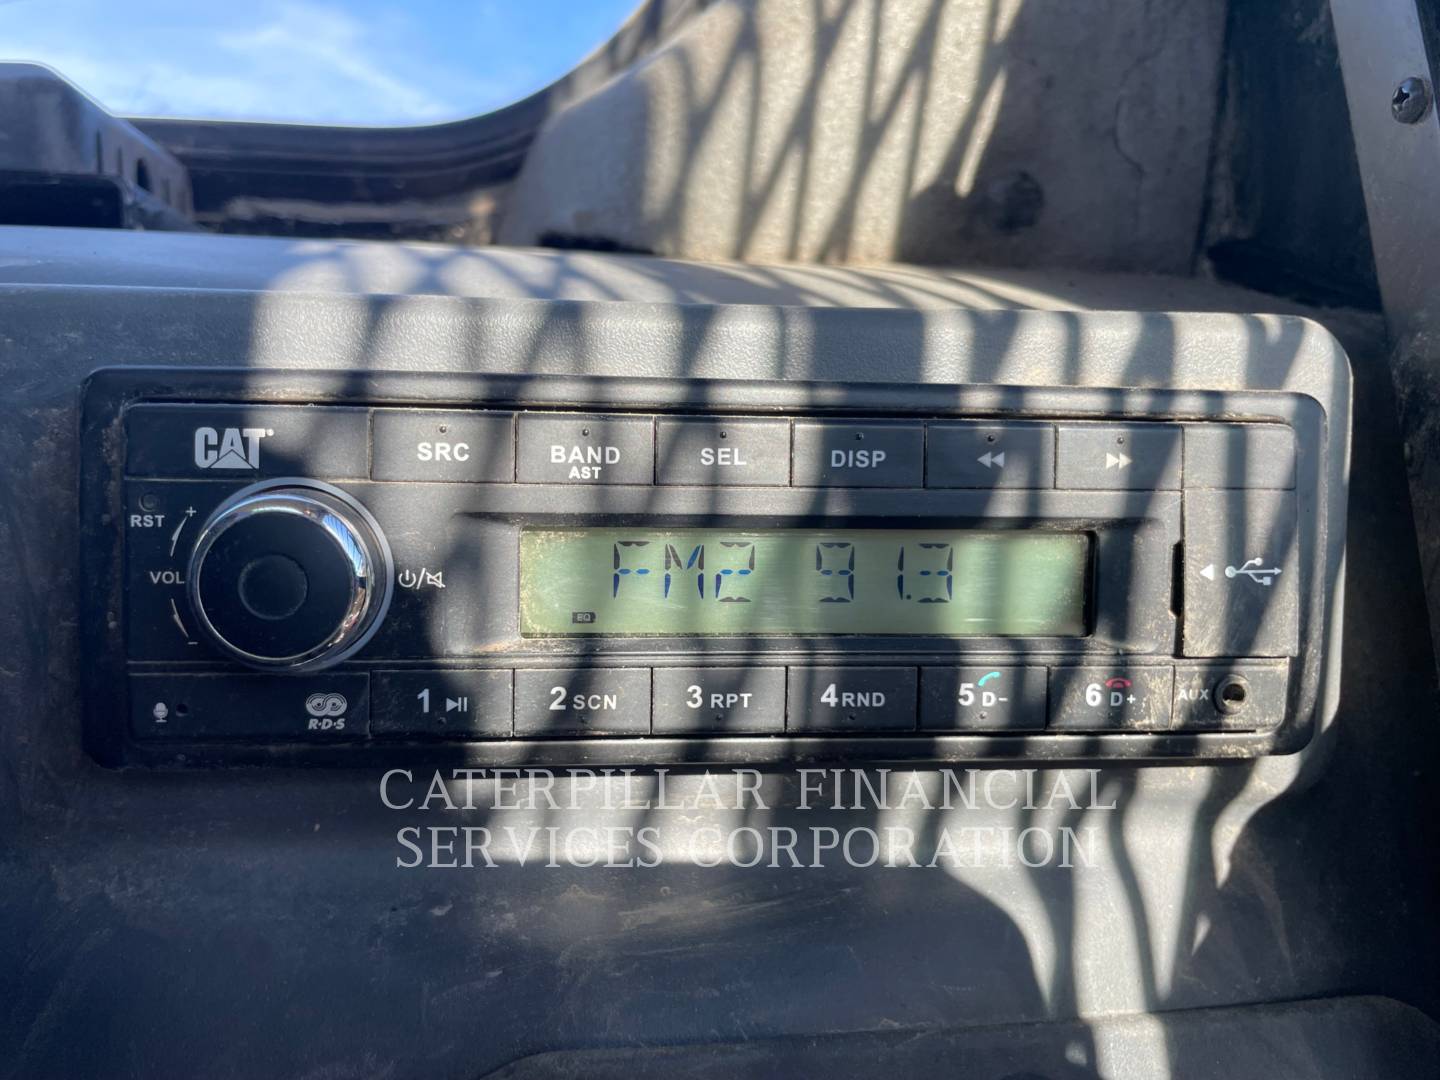 CAT SRC BAND SEL DISP
AST
RST +
VOL
-
FM2 91.3
EQ
R·D·S 1 2 SCN 3 RPT 4 RND 5 D- 6 D+ AUX
CATERPILLAR FINANCIAL
SERVICES CORPORATION